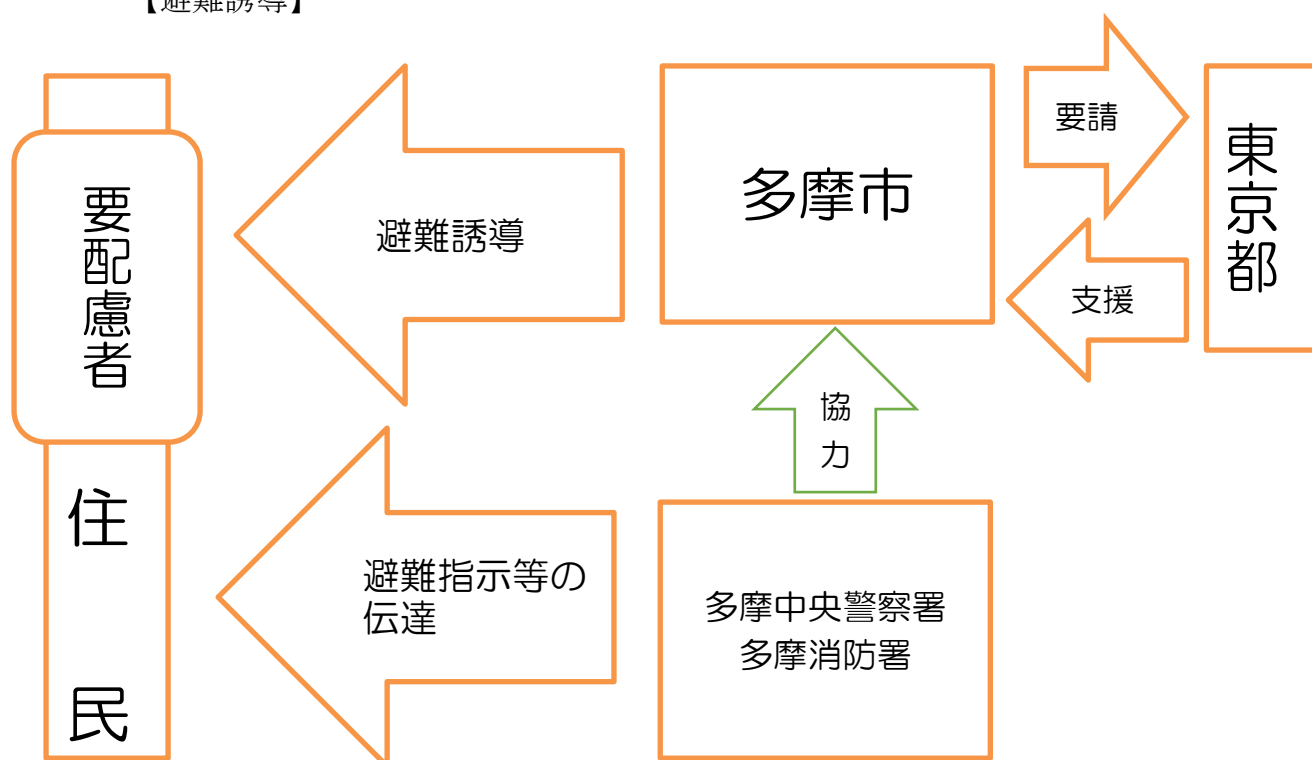 【避難誘導】
要配慮者
住民
避難誘導
多摩市
要請
支援
東京都
協
力
避難指示等の
伝達
多摩中央警察署
多摩消防署